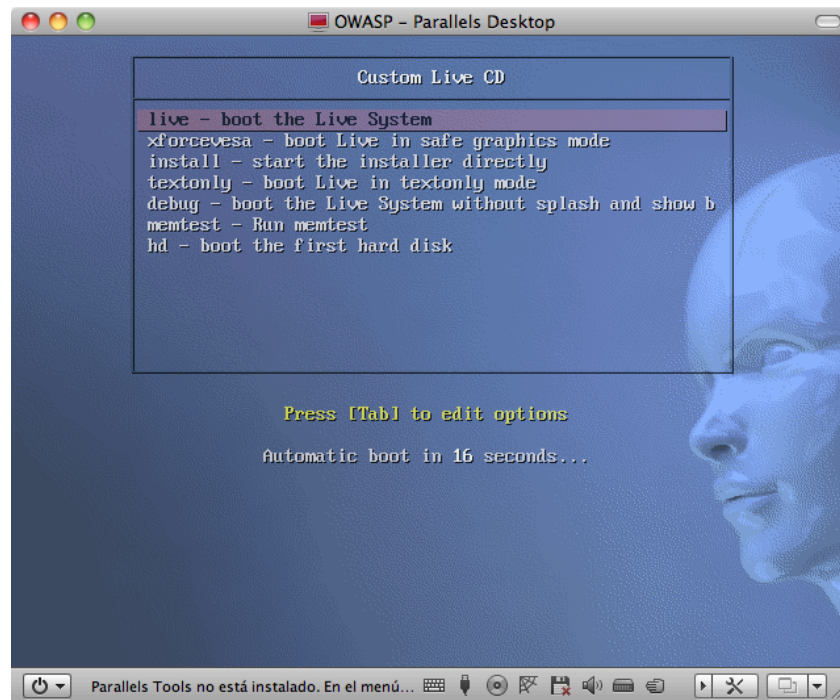 OWASP – Parallels Desktop
Custom Live CD
live - boot the Live System
xforcevesa - boot Live in safe graphics mode
install - start the installer directly
textonly - boot Live in textonly mode
debug - boot the Live System without splash and show b
memtest - Run memtest
hd - boot the first hard disk
Press [Tab] to edit options
Automatic boot in 16 seconds...
Parallels Tools no está instalado. En el menú...